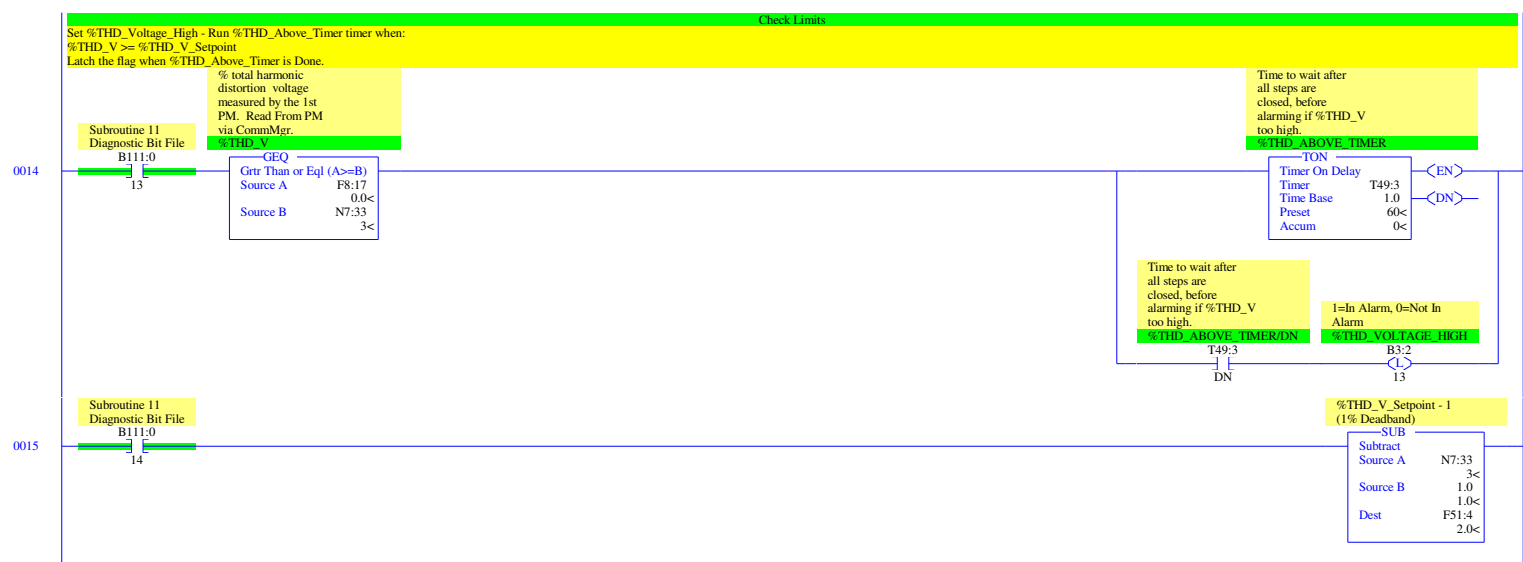 Check Limits
Set %THD_Voltage_High - Run %THD_Above_Timer timer when:
%THD_V >= %THD_V_Setpoint
Latch the flag when %THD_Above_Timer is Done.
% total harmonic
distortion  voltage
measured by the 1st
PM.  Read From PM
via CommMgr.
%THD_V
Time to wait after
all steps are
closed, before
alarming if %THD_V
too high.
%THD_ABOVE_TIMER
Subroutine 11
Diagnostic Bit File
B111:0
13
0014
GEQ
Grtr Than or Eql (A>=B)
Source A F8:17
0.0<
Source B N7:33
3<
TON
Timer On Delay
Timer T49:3
Time Base 1.0
Preset 60<
Accum 0<
EN
DN
Time to wait after
all steps are
closed, before
alarming if %THD_V
too high.
%THD_ABOVE_TIMER/DN
T49:3
DN
1=In Alarm, 0=Not In
Alarm
%THD_VOLTAGE_HIGH
B3:2
L
13
Subroutine 11
Diagnostic Bit File
B111:0
14
0015
%THD_V_Setpoint - 1
(1% Deadband)
SUB
Subtract
Source A N7:33
3<
Source B 1.0
1.0<
Dest F51:4
2.0<